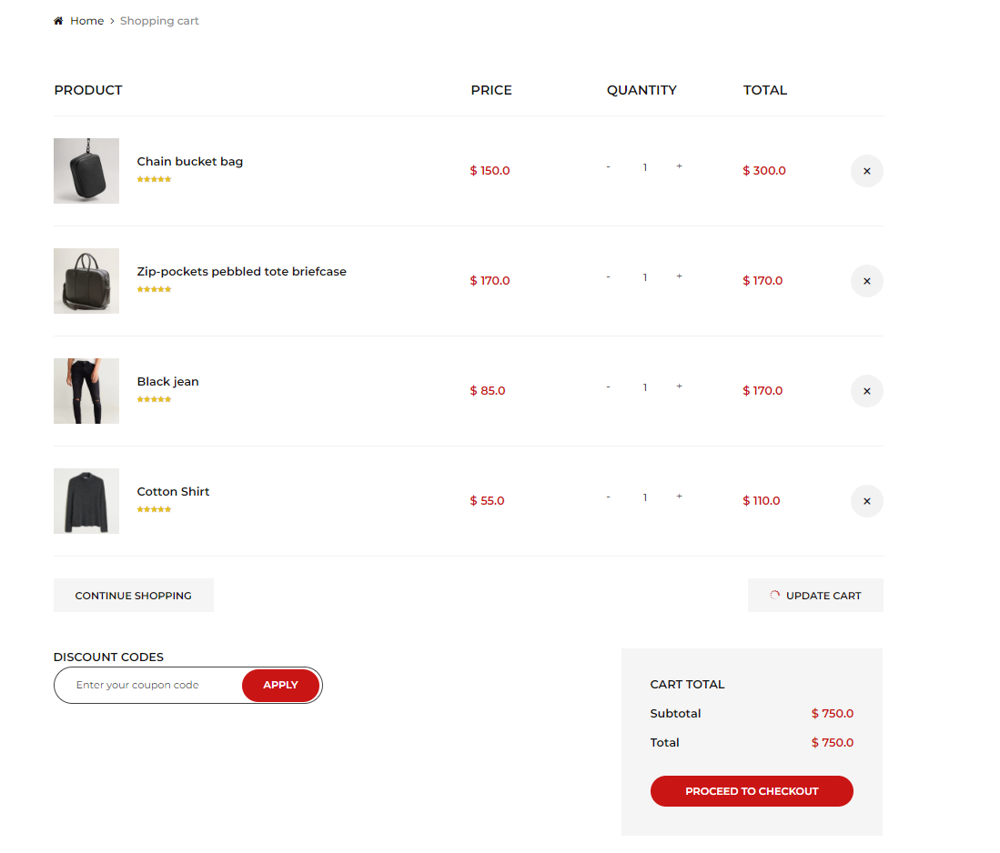 Home > Shopping cart
PRODUCT PRICE QUANTITY TOTAL
Chain bucket bag
$ 150.0 - 1 + $ 300.0 ×
Zip-pockets pebbled tote briefcase
$ 170.0 - 1 + $ 170.0 ×
Black jean
$ 85.0 - 1 + $ 170.0 ×
Cotton Shirt
$ 55.0 - 1 + $ 110.0 ×
CONTINUE SHOPPING UPDATE CART
DISCOUNT CODES
Enter your coupon code APPLY
CART TOTAL
Subtotal $ 750.0
Total $ 750.0
PROCEED TO CHECKOUT